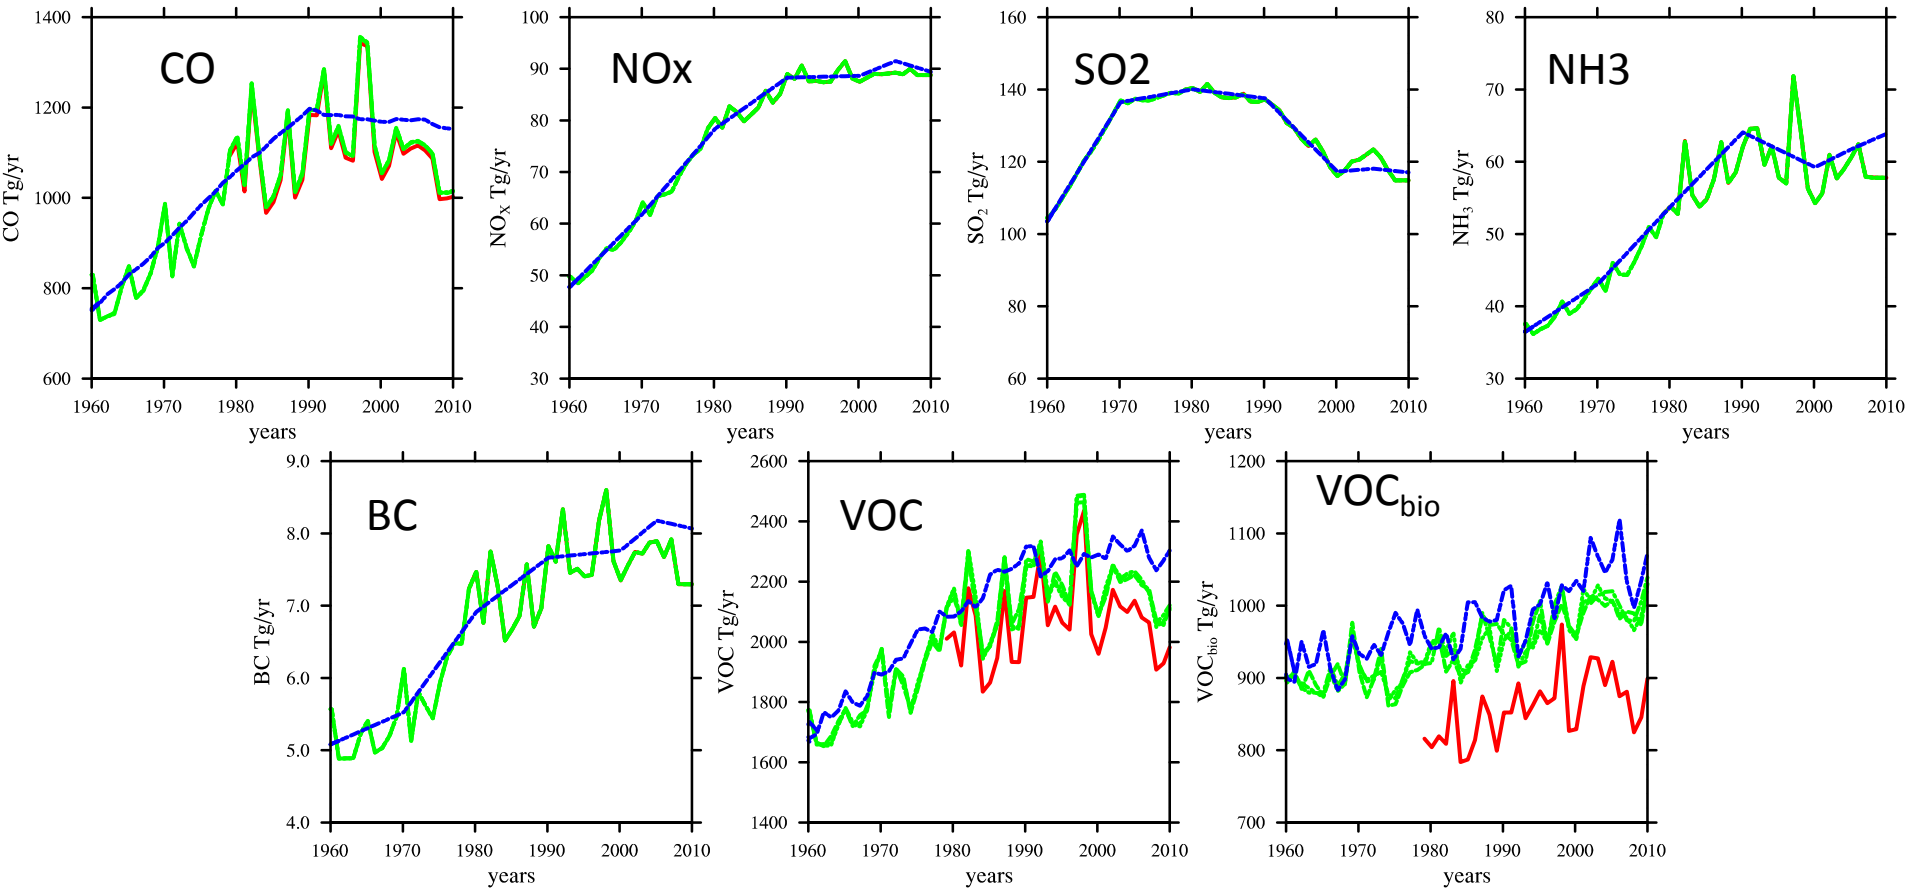 CO
CO Tg/yr
1400
1200
1000
800
600
1960 1970 1980 1990 2000 2010
years
NOx
NOX Tg/yr
100
90
80
70
60
50
40
30
1960 1970 1980 1990 2000 2010
years
SO2
SO2 Tg/yr
160
140
120
100
80
60
1960 1970 1980 1990 2000 2010
years
NH3
NH3 Tg/yr
80
70
60
50
40
30
1960 1970 1980 1990 2000 2010
years
BC
BC Tg/yr
9.0
8.0
7.0
6.0
5.0
4.0
1960 1970 1980 1990 2000 2010
years
VOC
VOC Tg/yr
2600
2400
2200
2000
1800
1600
1400
1960 1970 1980 1990 2000 2010
years
VOCbio
VOCbio Tg/yr
1200
1100
1000
900
800
700
1960 1970 1980 1990 2000 2010
years